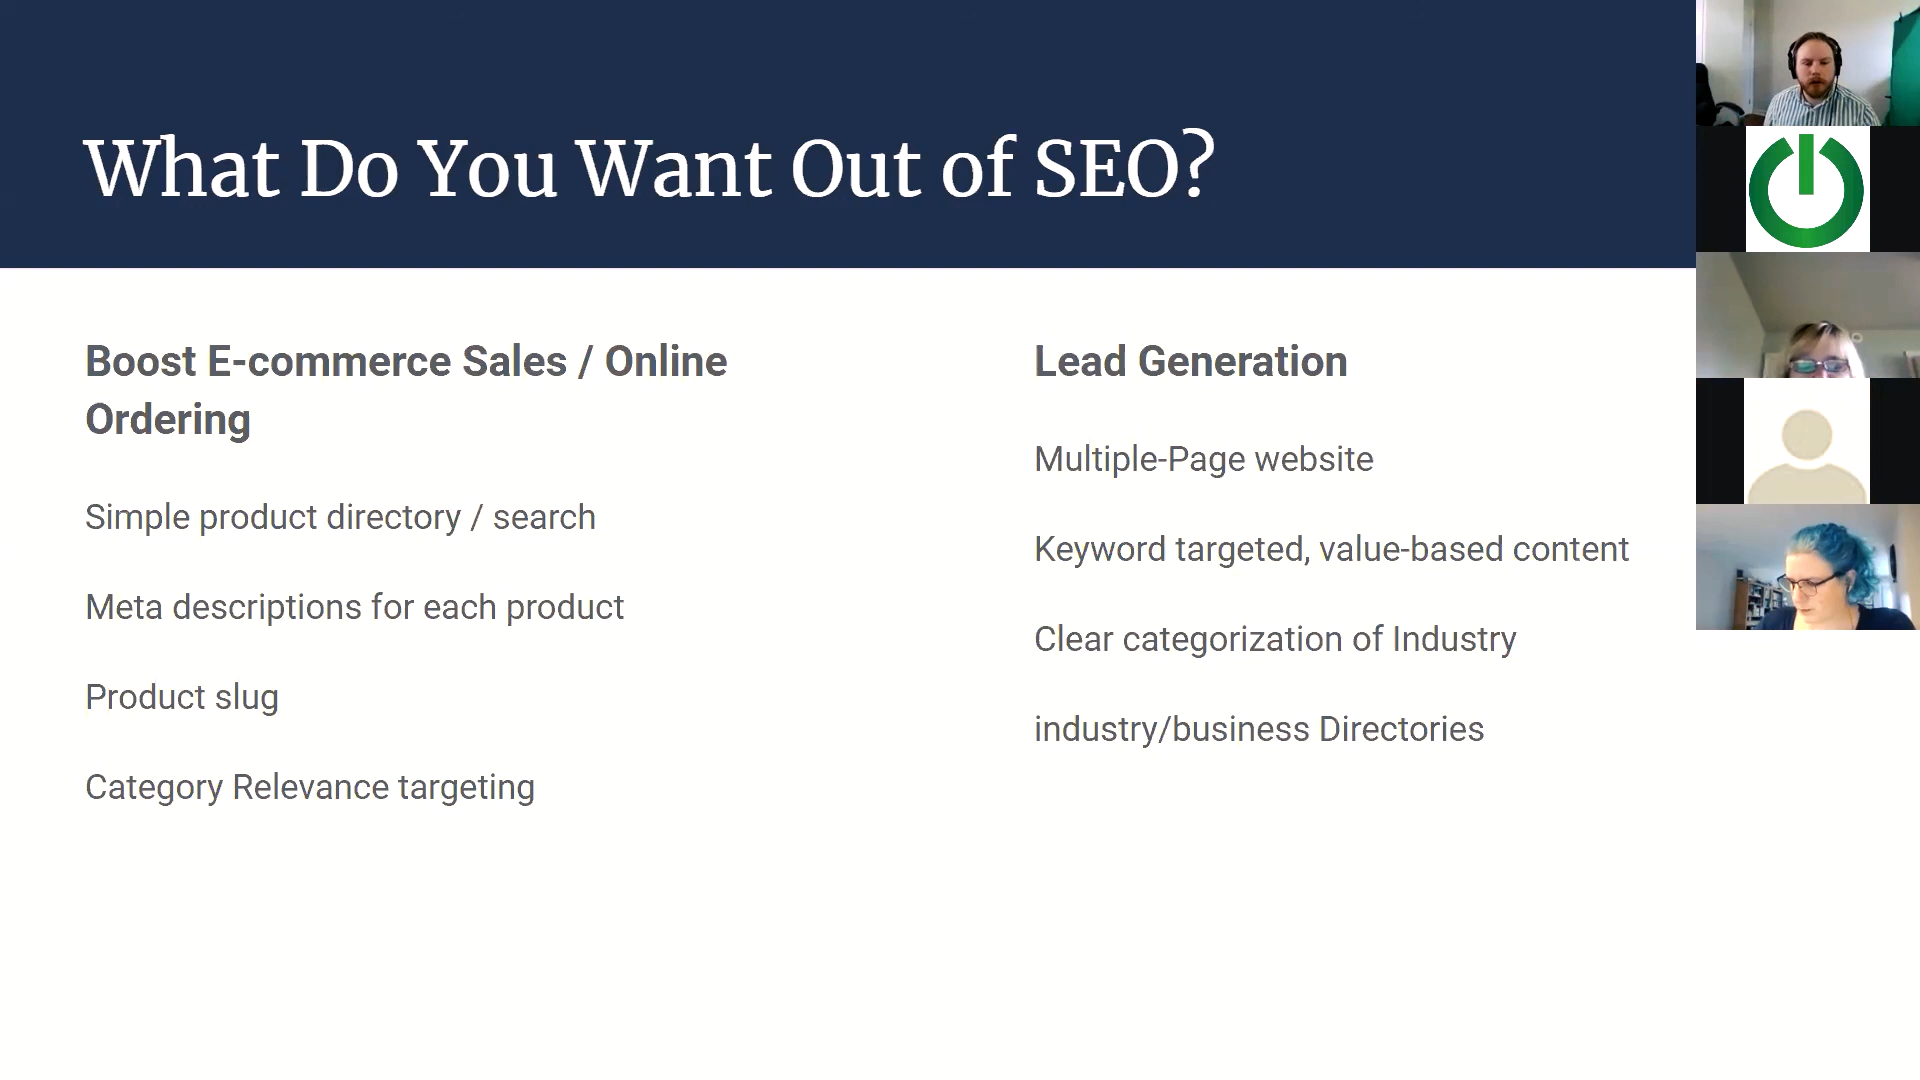 What Do You Want Out of SEO?
Boost E-commerce Sales / Online
Ordering
Simple product directory / search
Meta descriptions for each product
Product slug
Category Relevance targeting
Lead Generation
Multiple-Page website
Keyword targeted, value-based content
Clear categorization of Industry
industry/business Directories